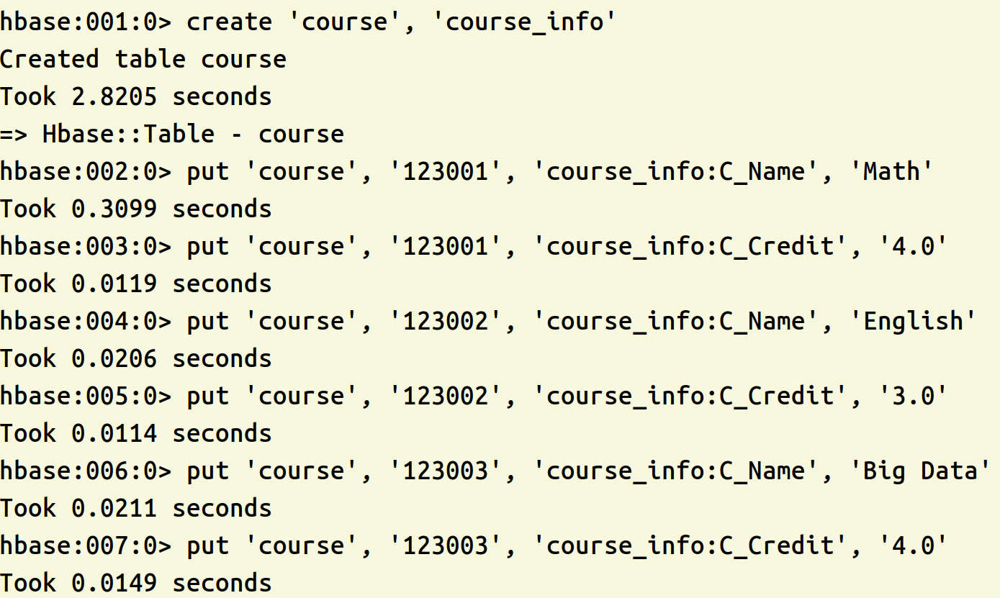 hbase:001:0> create 'course', 'course_info'
Created table course
Took 2.8205 seconds
=> Hbase::Table - course
hbase:002:0> put 'course', '123001', 'course_info:C_Name', 'Math'
Took 0.3099 seconds
hbase:003:0> put 'course', '123001', 'course_info:C_Credit', '4.0'
Took 0.0119 seconds
hbase:004:0> put 'course', '123002', 'course_info:C_Name', 'English'
Took 0.0206 seconds
hbase:005:0> put 'course', '123002', 'course_info:C_Credit', '3.0'
Took 0.0114 seconds
hbase:006:0> put 'course', '123003', 'course_info:C_Name', 'Big Data'
Took 0.0211 seconds
hbase:007:0> put 'course', '123003', 'course_info:C_Credit', '4.0'
Took 0.0149 seconds